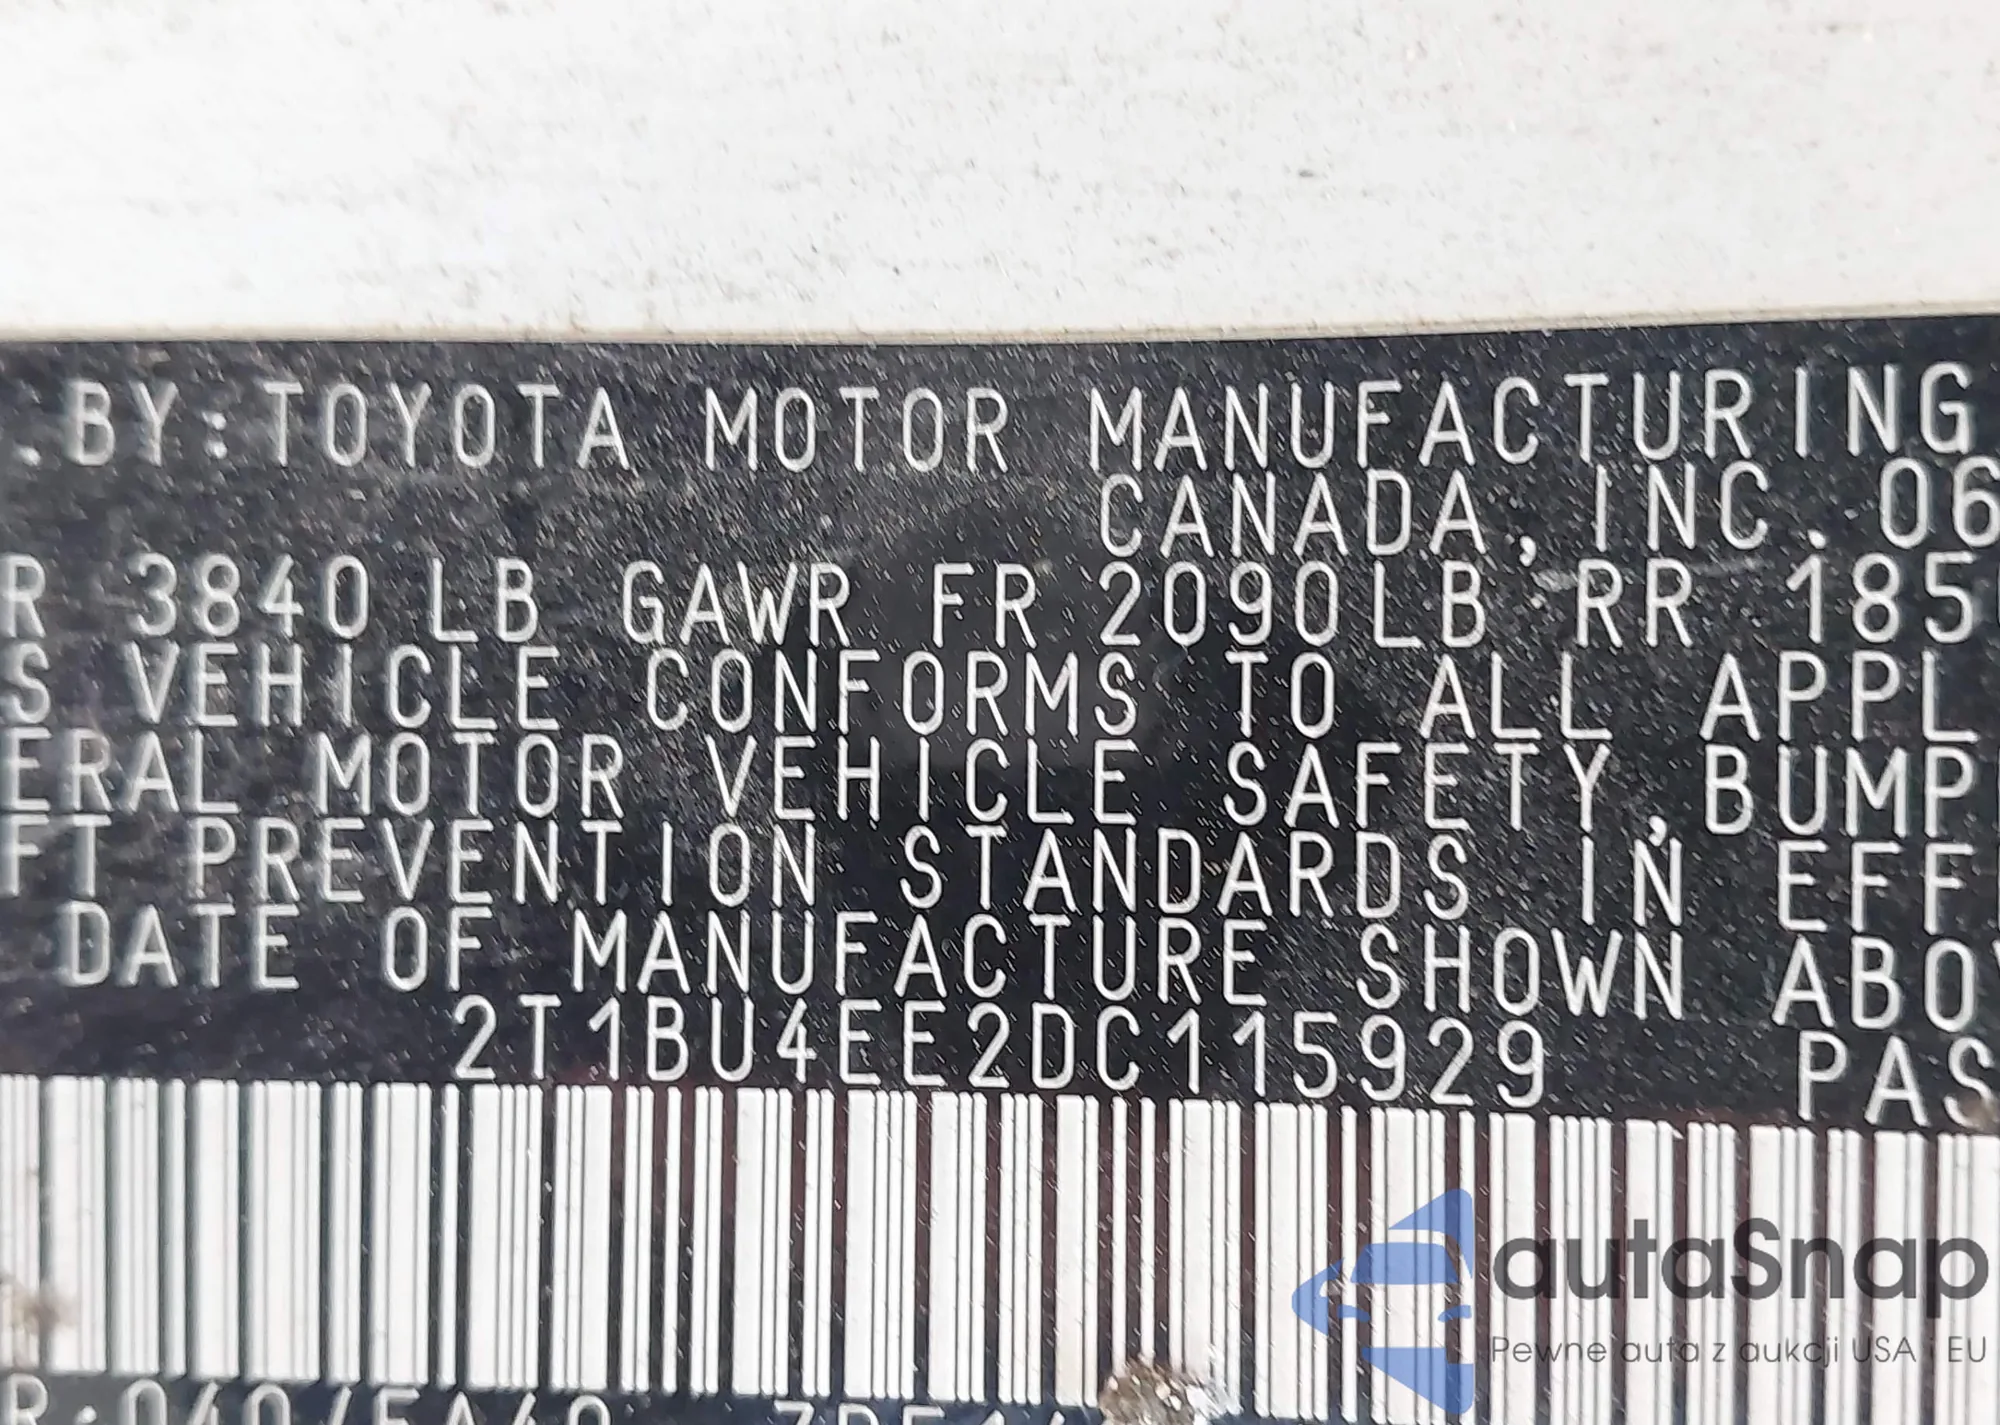 .BY:TOYOTA MOTOR MANUFACTURING
CANADA,INC. 06
R 3840 LB GAWR FR 2090LB RR 185
S VEHICLE CONFORMS TO ALL APPL
ERAL MOTOR VEHICLE SAFETY,BUMP
FT PREVENTION STANDARDS IN EFF
DATE OF MANUFACTURE SHOWN ABO
2T1BU4EE2DC115929 PAS
autaSnap
Pewne auta z aukcji USA i EU